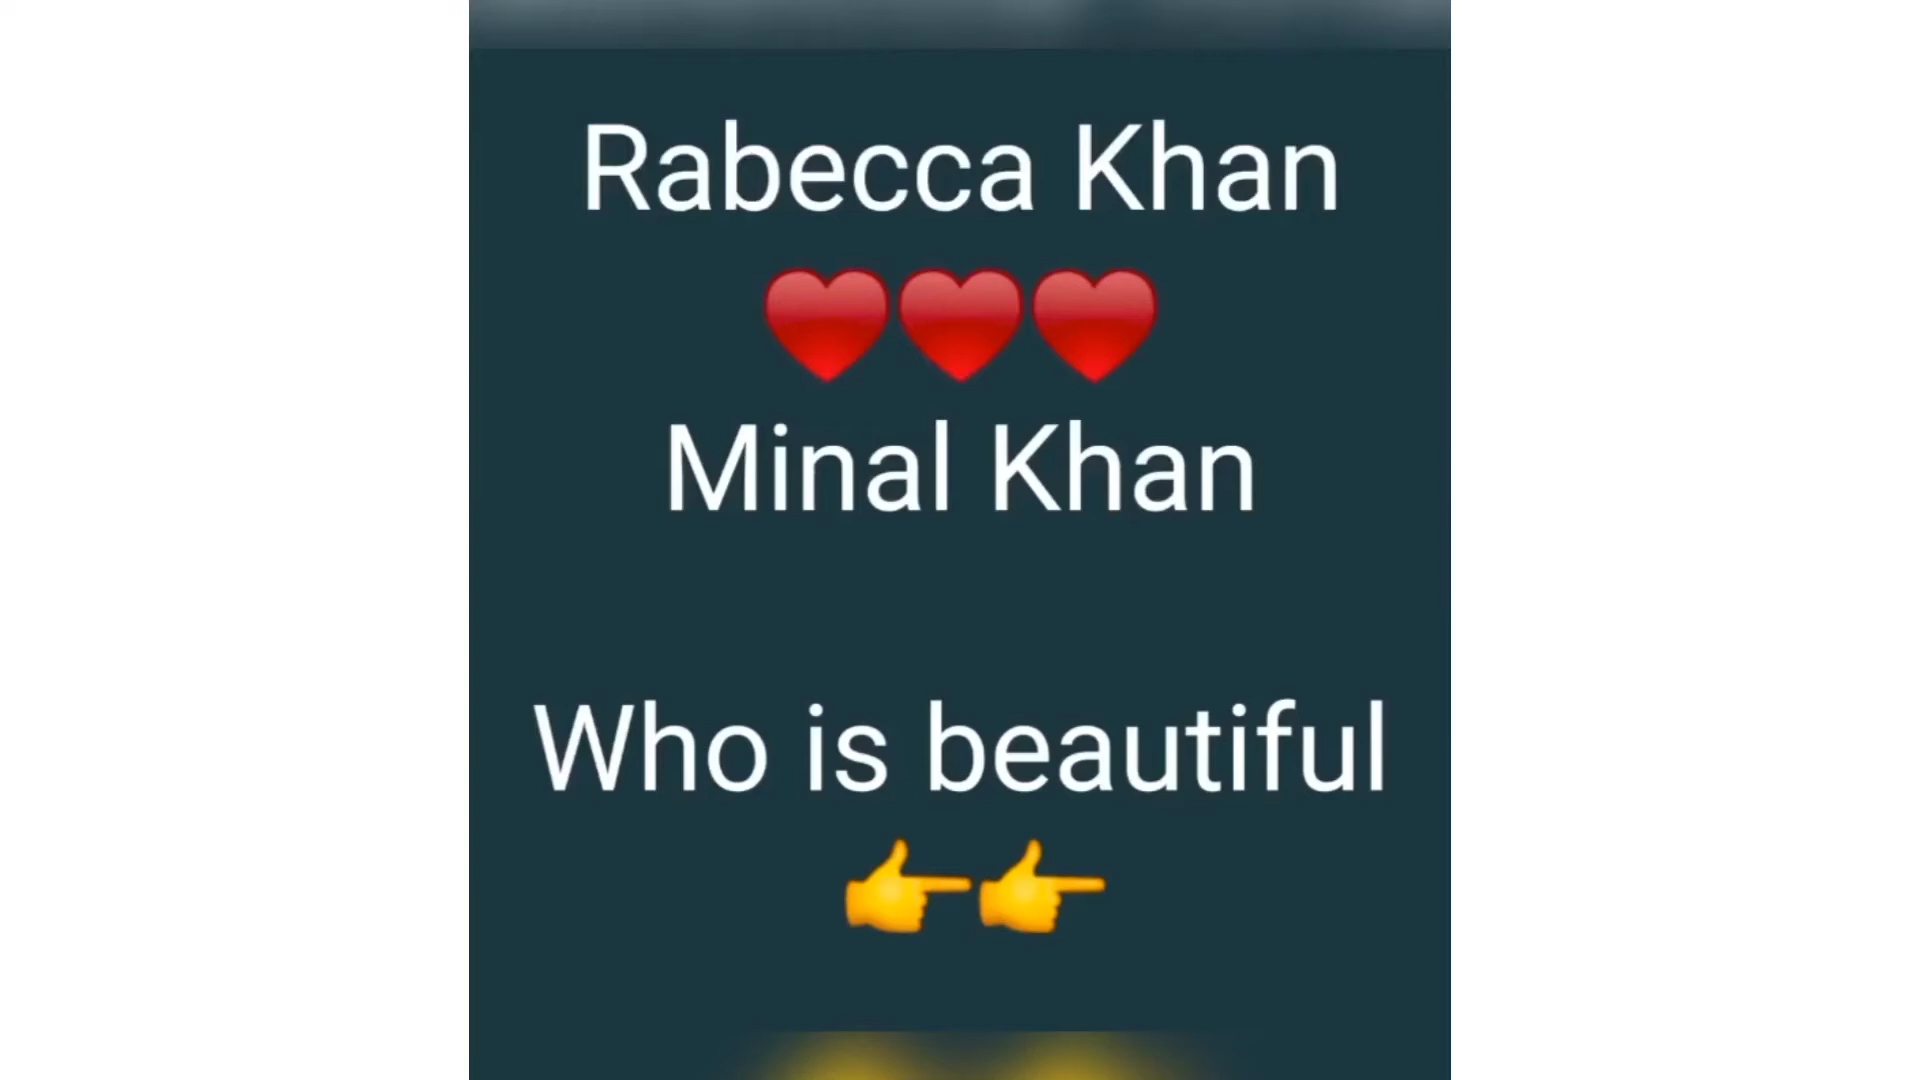 Rabecca Khan
♥️♥️♥️
Minal Khan
Who is beautiful
👉👉